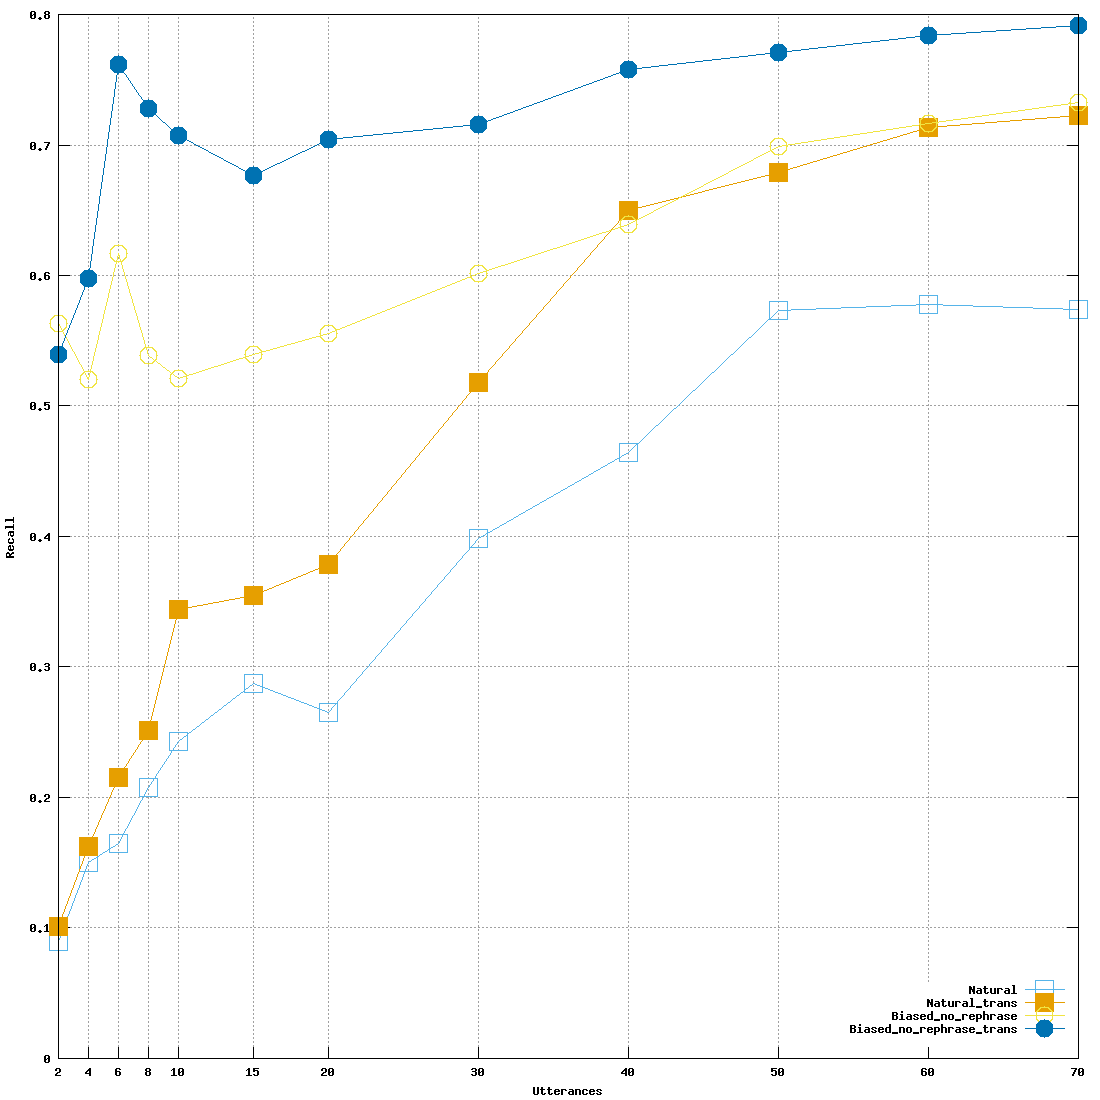 0.8
0.7
0.6
0.5
0.4
0.3
0.2
0.1
0
Recall
2 4 6 8 10 15 20 30 40 50 60 70
Utterances
Natural
Natural_trans
Biased_no_rephrase
Biased_no_rephrase_trans